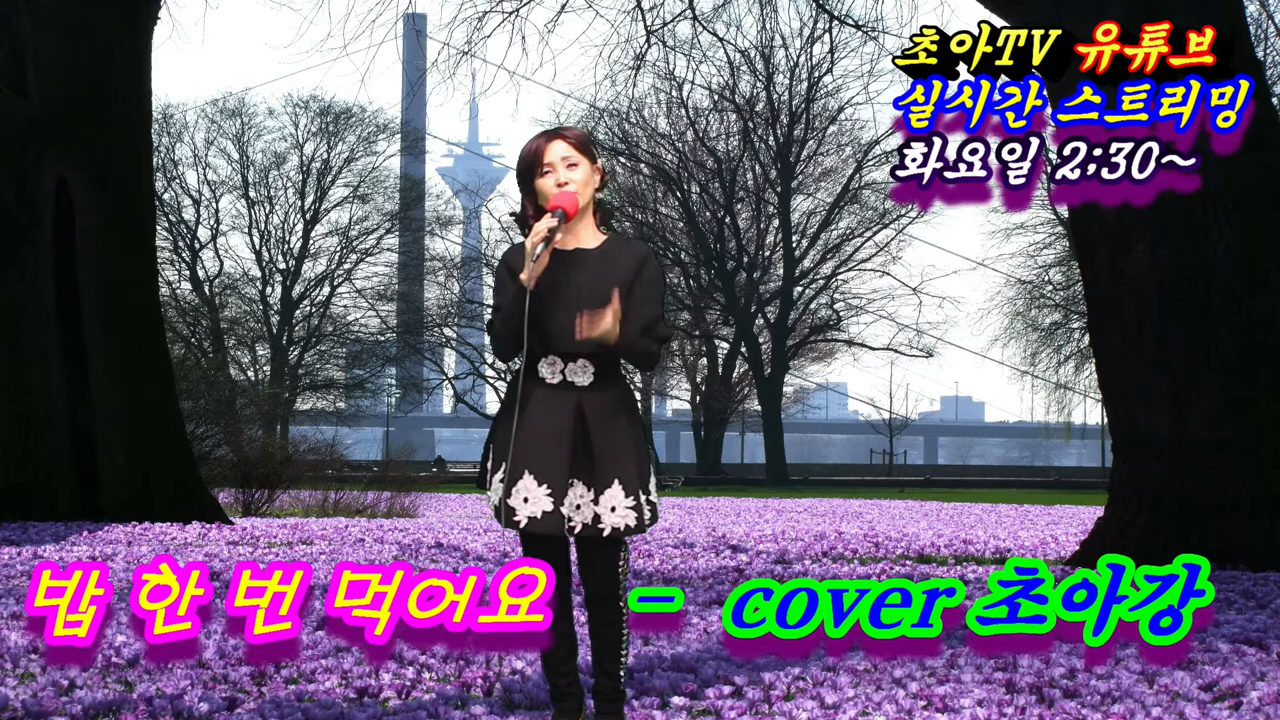 초아TV 유튜브
실시간 스트리밍
화요일 2;30~
밥 한 번 먹어요 - cover 초아강